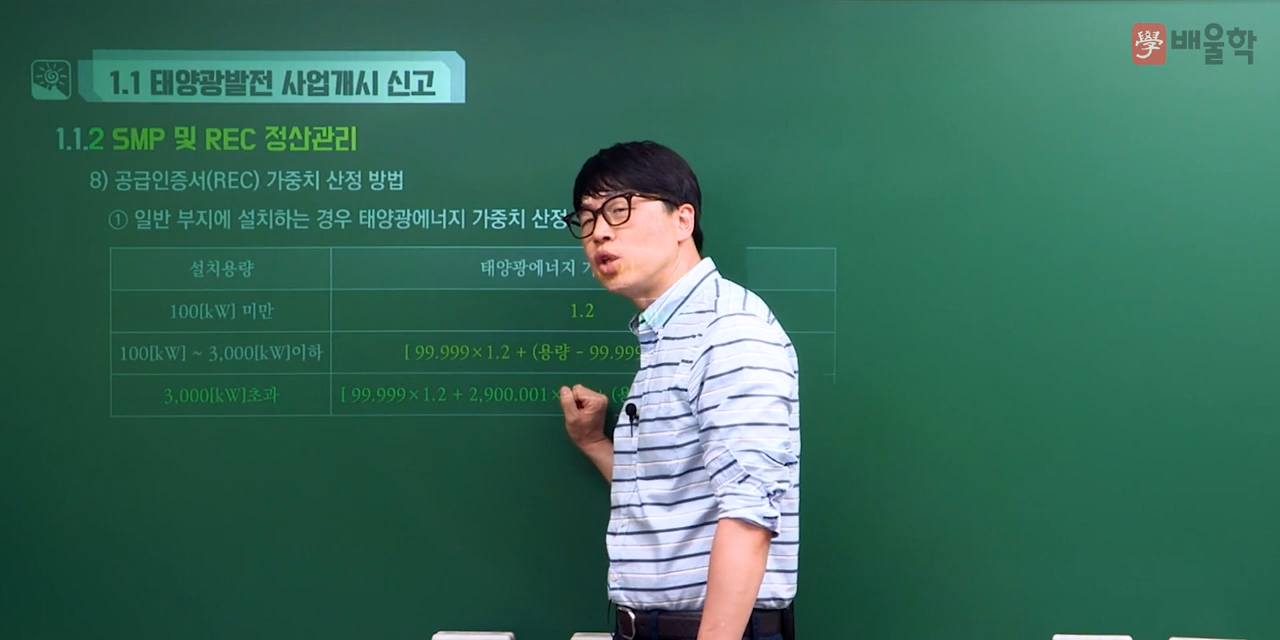 學 배울학
1.1 태양광발전 사업개시 신고
1.1.2 SMP 및 REC 정산관리
8) 공급인증서(REC) 가중치 산정 방법
① 일반 부지에 설치하는 경우 태양광에너지 가중치 산정
설치용량 태양광에너지
100[kW] 미만 1.2
100[kW] ~ 3,000[kW]이하 [ 99.999×1.2 + (용량 - 99.999
3,000[kW]초과 [ 99.999×1.2 + 2,900.001× + (